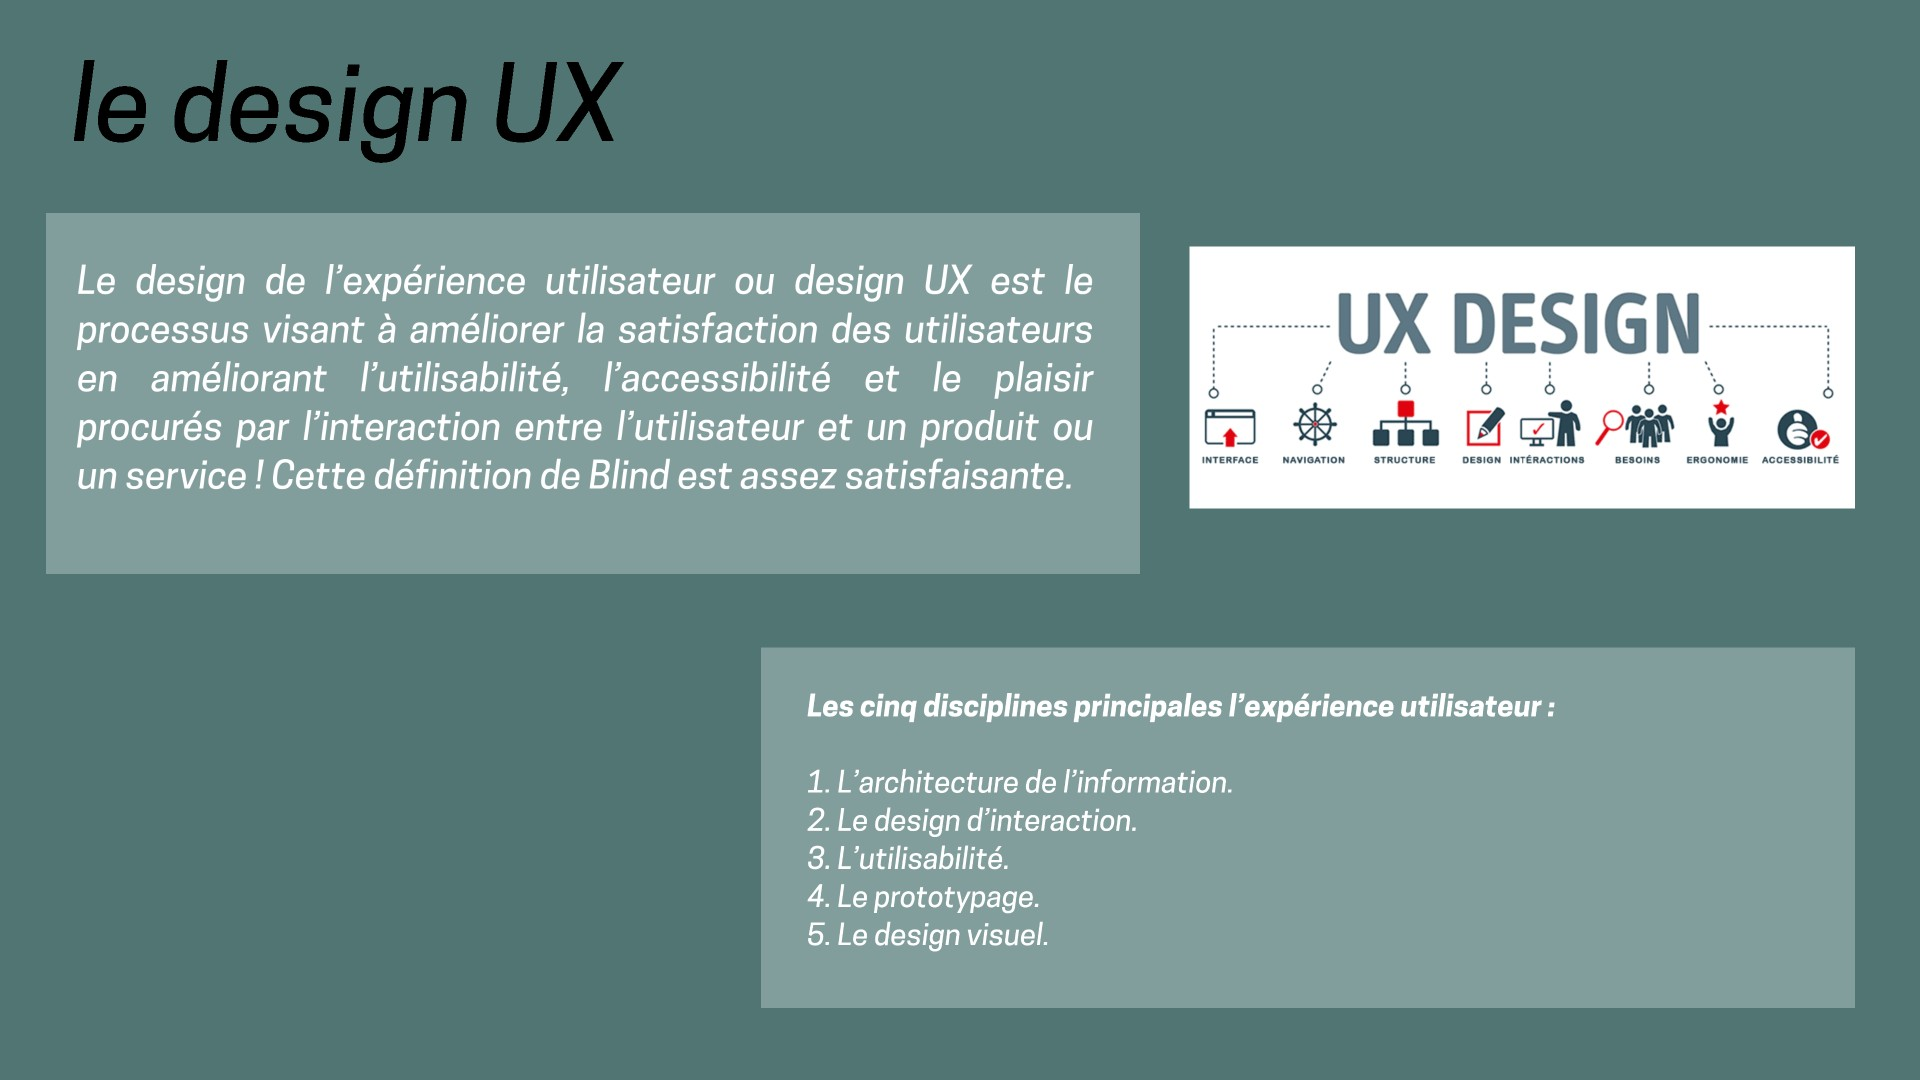 le design UX
Le design de l’expérience utilisateur ou design UX est le
processus visant à améliorer la satisfaction des utilisateurs
en améliorant l’utilisabilité, l’accessibilité et le plaisir
procurés par l’interaction entre l’utilisateur et un produit ou
un service ! Cette définition de Blind est assez satisfaisante.
UX DESIGN
INTERFACE NAVIGATION STRUCTURE DESIGN INTÉRACTIONS BESOINS ERGONOMIE ACCESSIBILITÉ
Les cinq disciplines principales l’expérience utilisateur :
1. L’architecture de l’information.
2. Le design d’interaction.
3. L’utilisabilité.
4. Le prototypage.
5. Le design visuel.